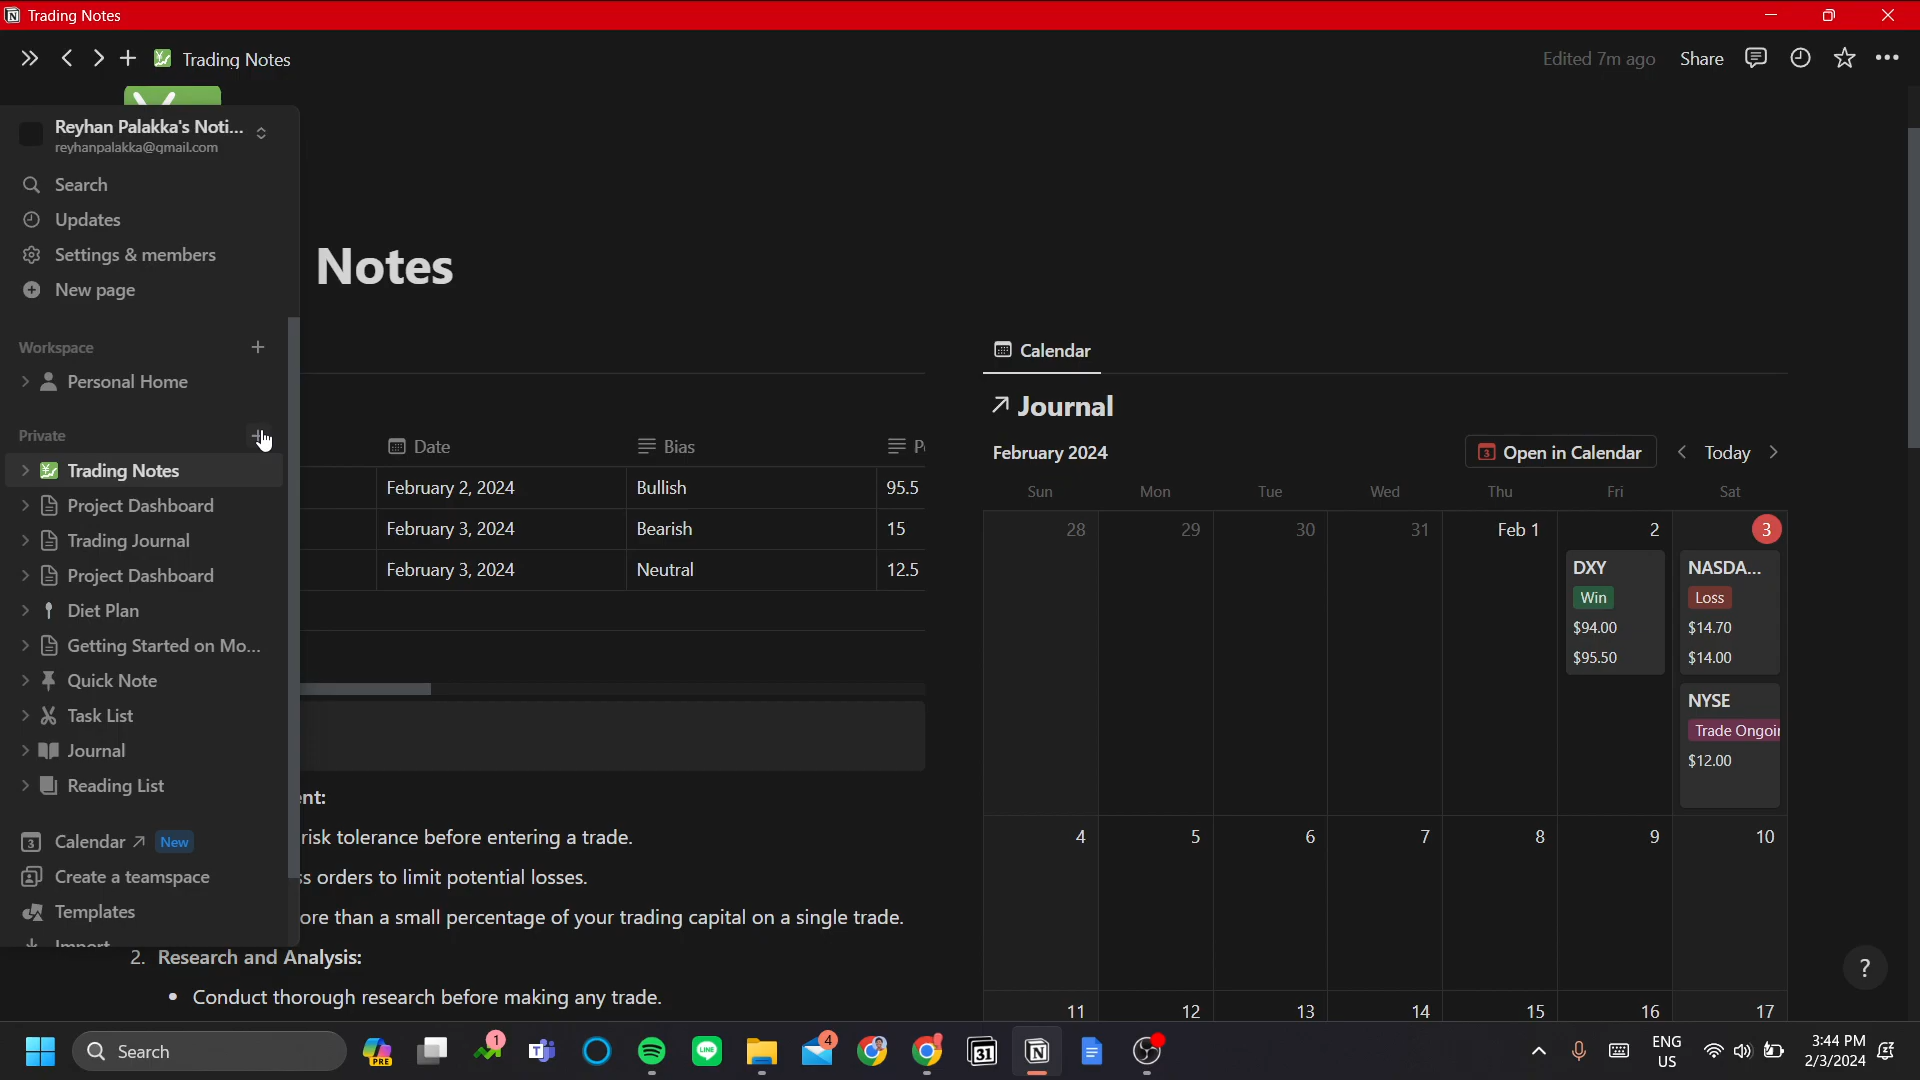 Trading Notes
Trading Notes
Edited 7m ago Share
Reyhan Palakka's Noti...
reyhanpalakka@gmail.com
Search
Updates
Settings & members
New page
Workspace
Personal Home
Private
Trading Notes
Project Dashboard
Trading Journal
Project Dashboard
Diet Plan
Getting Started on Mo...
Quick Note
Task List
Journal
Reading List
Calendar ↗ New
Create a teamspace
Templates
Import
Notes
Date Bias
February 2, 2024 Bullish 95.5
February 3, 2024 Bearish 15
February 3, 2024 Neutral 12.5
risk tolerance before entering a trade.
orders to limit potential losses.
than a small percentage of your trading capital on a single trade.
2. Research and Analysis:
• Conduct thorough research before making any trade.
Calendar
↗ Journal
February 2024 Open in Calendar Today
Sun Mon Tue Wed Thu Fri Sat
28 29 30 31 Feb 1 2 3
DXY
Win
$94.00
$95.50
NASDA...
Loss
$14.70
$14.00
NYSE
Trade Ongoin
$12.00
4 5 6 7 8 9 10
11 12 13 14 15 16 17
?
Search
PRE
1
4
31
ENG
US
3:44 PM
2/3/2024